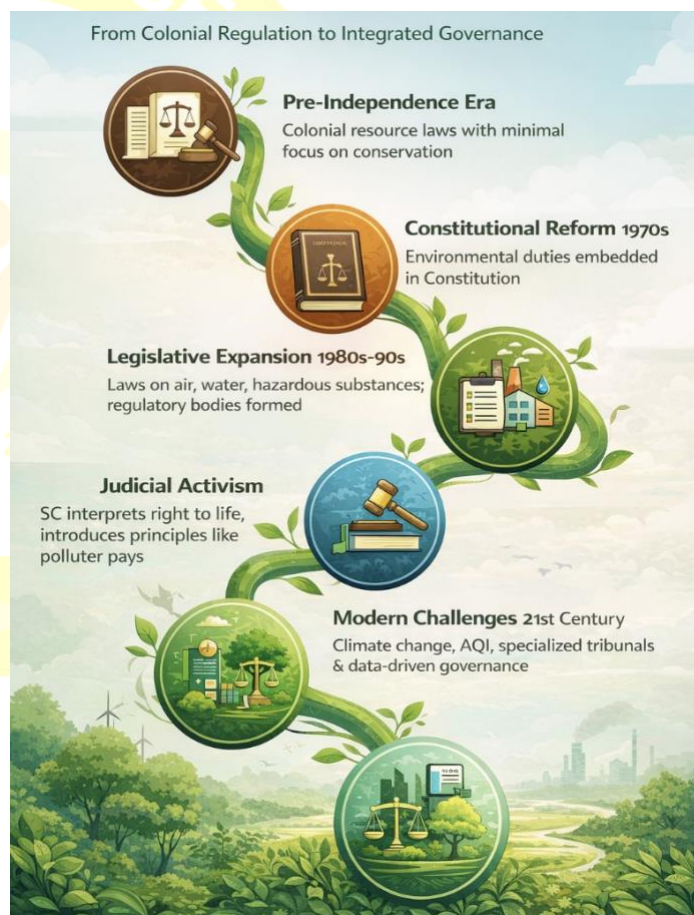 From Colonial Regulation to Integrated Governance
Pre-Independence Era
Colonial resource laws with minimal
focus on conservation
Constitutional Reform 1970s
Environmental duties embedded
in Constitution
Legislative Expansion 1980s-90s
Laws on air, water, hazardous substances;
regulatory bodies formed
Judicial Activism
SC interprets right to life,
introduces principles like
polluter pays
Modern Challenges 21st Century
Climate change, AQI, specialized tribunals
& data-driven governance